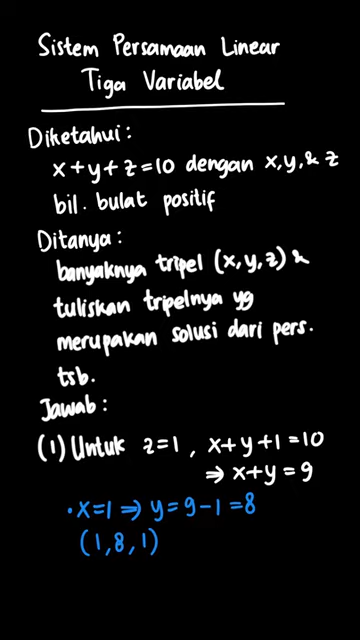 Sistem Persamaan Linear
Tiga Variabel
Diketahui:
x+y+z=10 dengan x,y,& z
bil. bulat positif
Ditanya:
banyaknya tripel (x,y,z) &
tuliskan tripelnya yg
merupakan solusi dari pers.
tsb.
Jawab:
(1) Untuk z=1, x+y+1=10
⇒ x+y=9
• x=1 ⇒ y=9-1=8
(1,8,1)